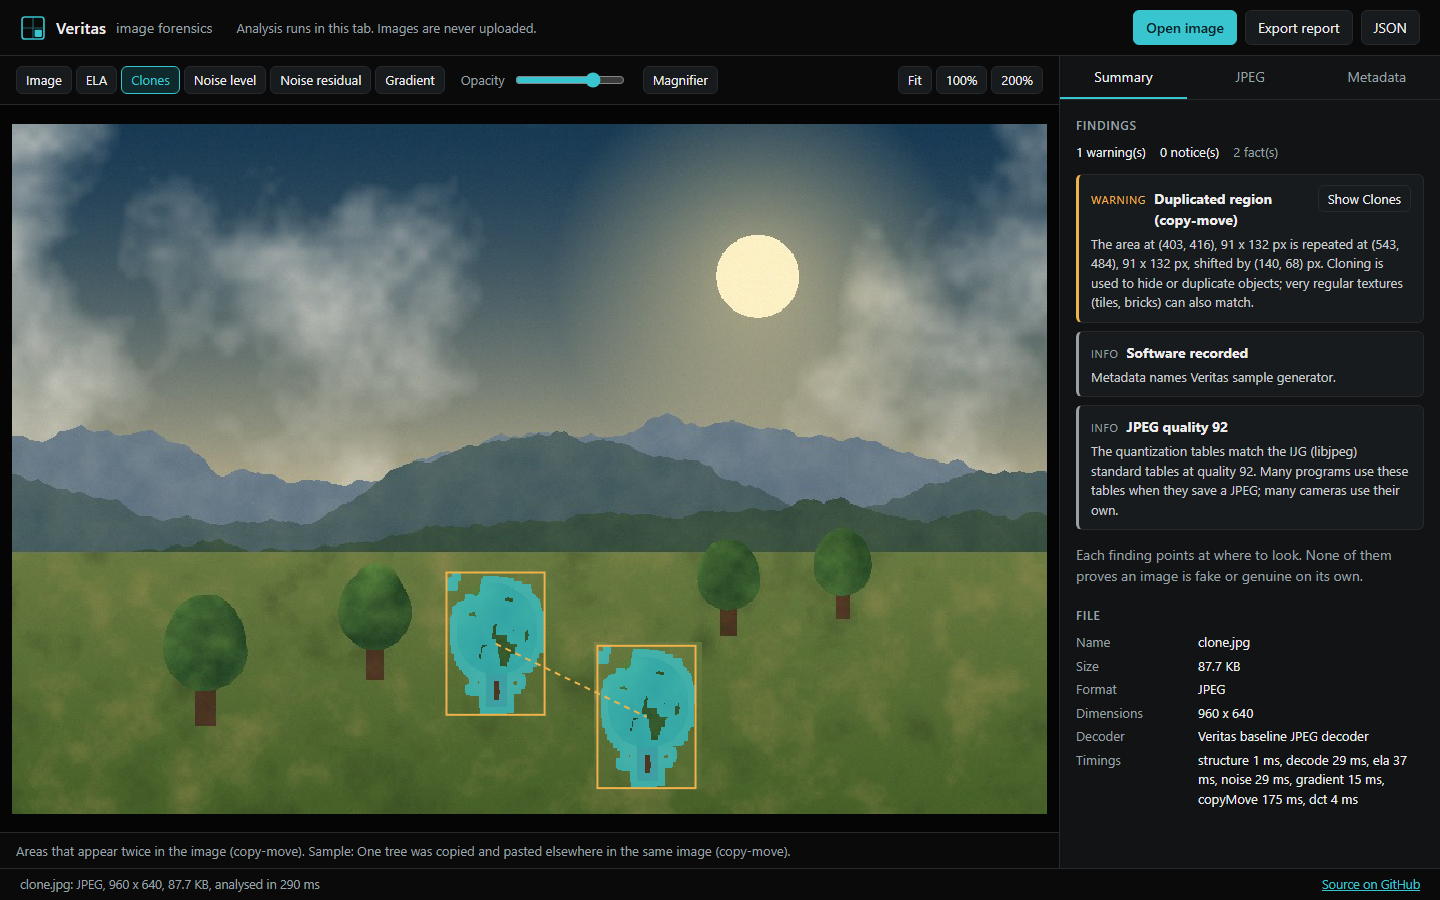 Veritas image forensics Analysis runs in this tab. Images are never uploaded. Open image Export report JSON
Image ELA Clones Noise level Noise residual Gradient Opacity Magnifier Fit 100% 200%
Summary JPEG Metadata
FINDINGS
1 warning(s) 0 notice(s) 2 fact(s)
WARNING Duplicated region (copy-move) Show Clones
The area at (403, 416), 91 x 132 px is repeated at (543,
484), 91 x 132 px, shifted by (140, 68) px. Cloning is
used to hide or duplicate objects; very regular textures
(tiles, bricks) can also match.
INFO Software recorded
Metadata names Veritas sample generator.
INFO JPEG quality 92
The quantization tables match the IJG (libjpeg)
standard tables at quality 92. Many programs use these
tables when they save a JPEG; many cameras use their
own.
Each finding points at where to look. None of them
proves an image is fake or genuine on its own.
FILE
Name clone.jpg
Size 87.7 KB
Format JPEG
Dimensions 960 x 640
Decoder Veritas baseline JPEG decoder
Timings structure 1 ms, decode 29 ms, ela 37
ms, noise 29 ms, gradient 15 ms,
copyMove 175 ms, dct 4 ms
Areas that appear twice in the image (copy-move). Sample: One tree was copied and pasted elsewhere in the same image (copy-move).
clone.jpg: JPEG, 960 x 640, 87.7 KB, analysed in 290 ms Source on GitHub